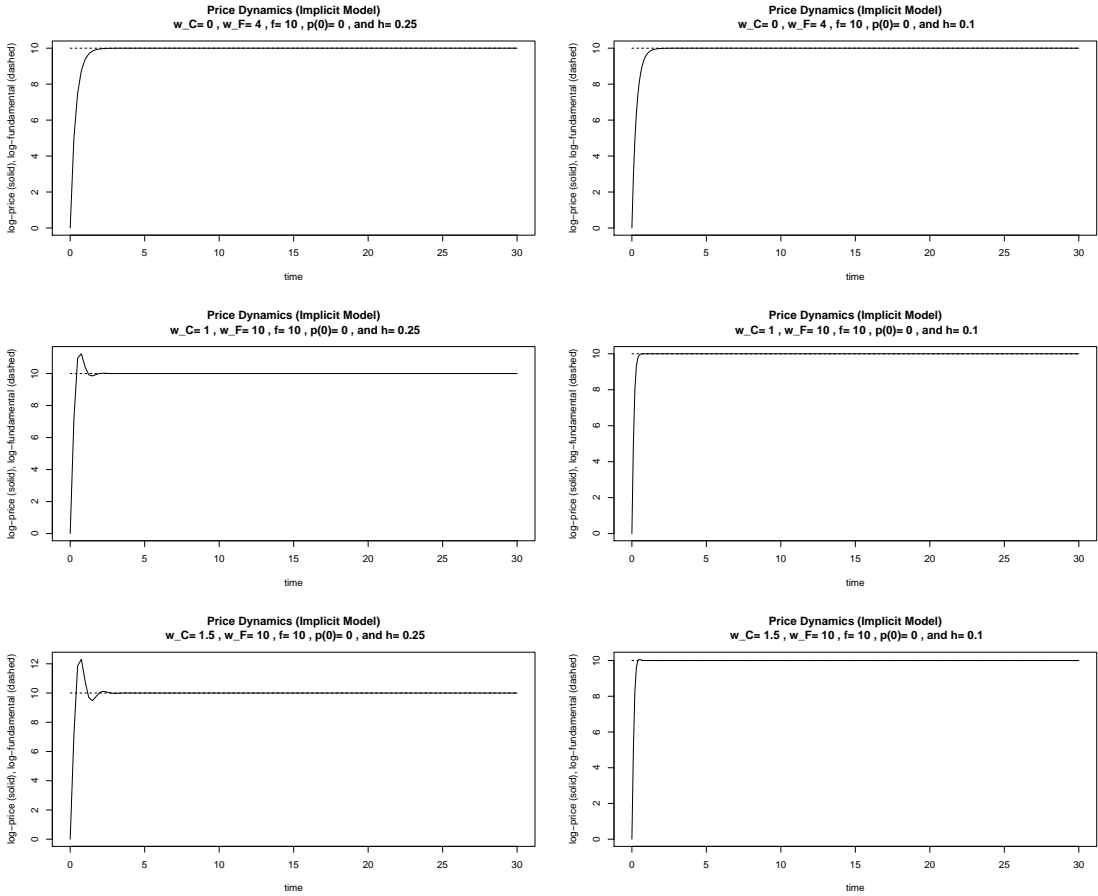 Price Dynamics (Implicit Model)
w_C= 0 , w_F= 4 , f= 10 , p(0)= 0 , and h= 0.25
log−price (solid), log−fundamental (dashed)
10
8
6
4
2
0
0 5 10 15 20 25 30
time
Price Dynamics (Implicit Model)
w_C= 0 , w_F= 4 , f= 10 , p(0)= 0 , and h= 0.1
log−price (solid), log−fundamental (dashed)
10
8
6
4
2
0
0 5 10 15 20 25 30
time
Price Dynamics (Implicit Model)
w_C= 1 , w_F= 10 , f= 10 , p(0)= 0 , and h= 0.25
log−price (solid), log−fundamental (dashed)
10
8
6
4
2
0
0 5 10 15 20 25 30
time
Price Dynamics (Implicit Model)
w_C= 1 , w_F= 10 , f= 10 , p(0)= 0 , and h= 0.1
log−price (solid), log−fundamental (dashed)
10
8
6
4
2
0
0 5 10 15 20 25 30
time
Price Dynamics (Implicit Model)
w_C= 1.5 , w_F= 10 , f= 10 , p(0)= 0 , and h= 0.25
log−price (solid), log−fundamental (dashed)
12
10
8
6
4
2
0
0 5 10 15 20 25 30
time
Price Dynamics (Implicit Model)
w_C= 1.5 , w_F= 10 , f= 10 , p(0)= 0 , and h= 0.1
log−price (solid), log−fundamental (dashed)
10
8
6
4
2
0
0 5 10 15 20 25 30
time